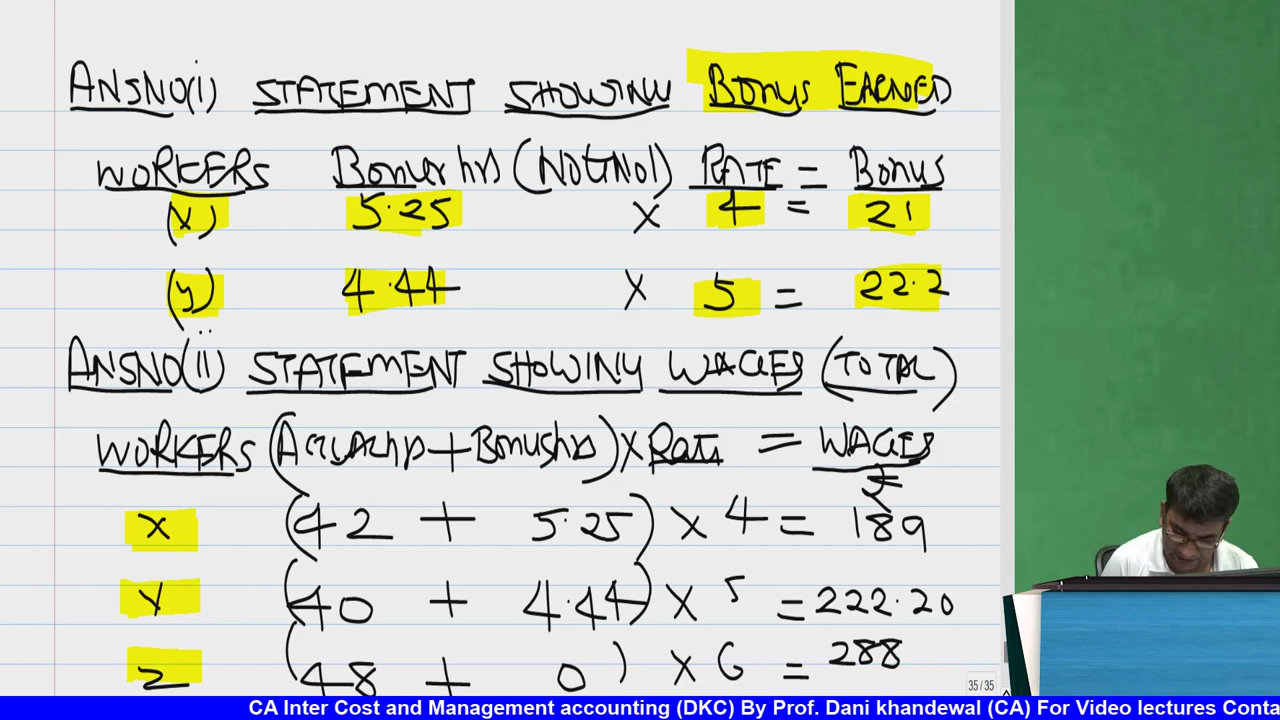 ANSNO(i) STATEMENT SHOWING BONUS EARNED
WORKERS Bonus hrs (NOTENO1) RATE = BONUS
(x) 5.25 X 4 = 21
(y) 4.44 X 5 = 22.2
ANSNO(ii) STATEMENT SHOWING WAGES (TOTAL)
WORKERS (Actual hrs + Bonus hrs) X Rate = WAGES
₹
X (42 + 5.25) X 4 = 189
Y (40 + 4.44) X 5 = 222.20
Z (48 + 0) X 6 = 288
35/35
CA Inter Cost and Management accounting (DKC) By Prof. Dani khandewal (CA) For Video lectures Conta